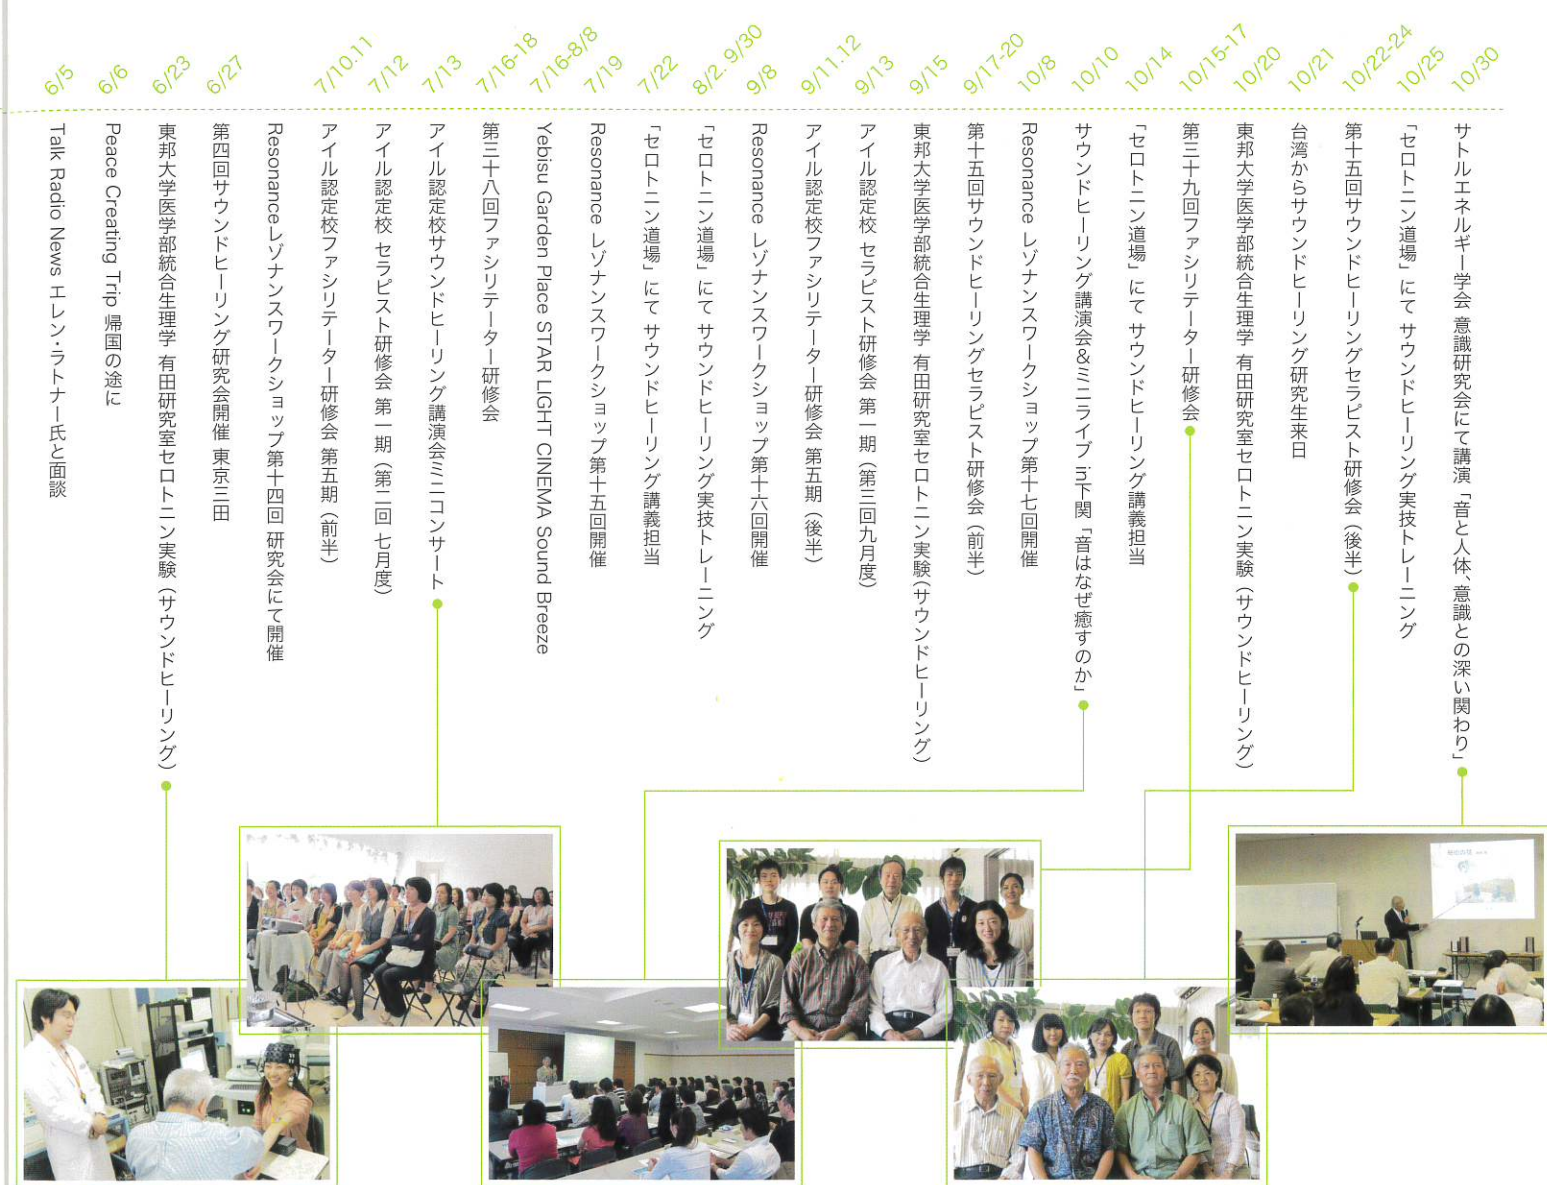 6/5
Talk Radio News エレン・ラトナー氏と面談
6/6
Peace Creating Trip 帰国の途に
6/23
東邦大学医学部統合生理学 有田研究室セロトニン実験（サウンドヒーリング）
6/27
第四回サウンドヒーリング研究会開催 東京三田
Resonanceレゾナンスワークショップ第十四回 研究会にて開催
7/10.11
アイル認定校ファシリテーター研修会 第五期（前半）
7/12
アイル認定校 セラピスト研修会 第一期（第二回 七月度）
7/13
アイル認定校サウンドヒーリング講演会ミニコンサート
7/16-18
第三十八回ファシリテーター研修会
7/16-8/8
Yebisu Garden Place STAR LIGHT CINEMA Sound Breeze
7/19
Resonance レゾナンスワークショップ第十五回開催
7/22
「セロトニン道場」にて サウンドヒーリング講義担当
8/2. 9/30
「セロトニン道場」にて サウンドヒーリング実技トレーニング
9/8
Resonance レゾナンスワークショップ第十六回開催
9/11.12
アイル認定校ファシリテーター研修会 第五期（後半）
9/13
アイル認定校 セラピスト研修会 第一期（第三回九月度）
9/15
東邦大学医学部統合生理学 有田研究室セロトニン実験（サウンドヒーリング）
9/17-20
第十五回サウンドヒーリングセラピスト研修会（前半）
10/8
Resonance レゾナンスワークショップ第十七回開催
10/10
サウンドヒーリング講演会&ミニライブ in下関「音はなぜ癒すのか」
10/14
「セロトニン道場」にて サウンドヒーリング講義担当
10/15-17
第三十九回ファシリテーター研修会
10/20
東邦大学医学部統合生理学 有田研究室セロトニン実験（サウンドヒーリング）
10/21
台湾からサウンドヒーリング研究生来日
10/22-24
第十五回サウンドヒーリングセラピスト研修会（後半）
10/25
「セロトニン道場」にて サウンドヒーリング実技トレーニング
10/30
サトルエネルギー学会 意識研究会にて講演「音と人体、意識との深い関わり」